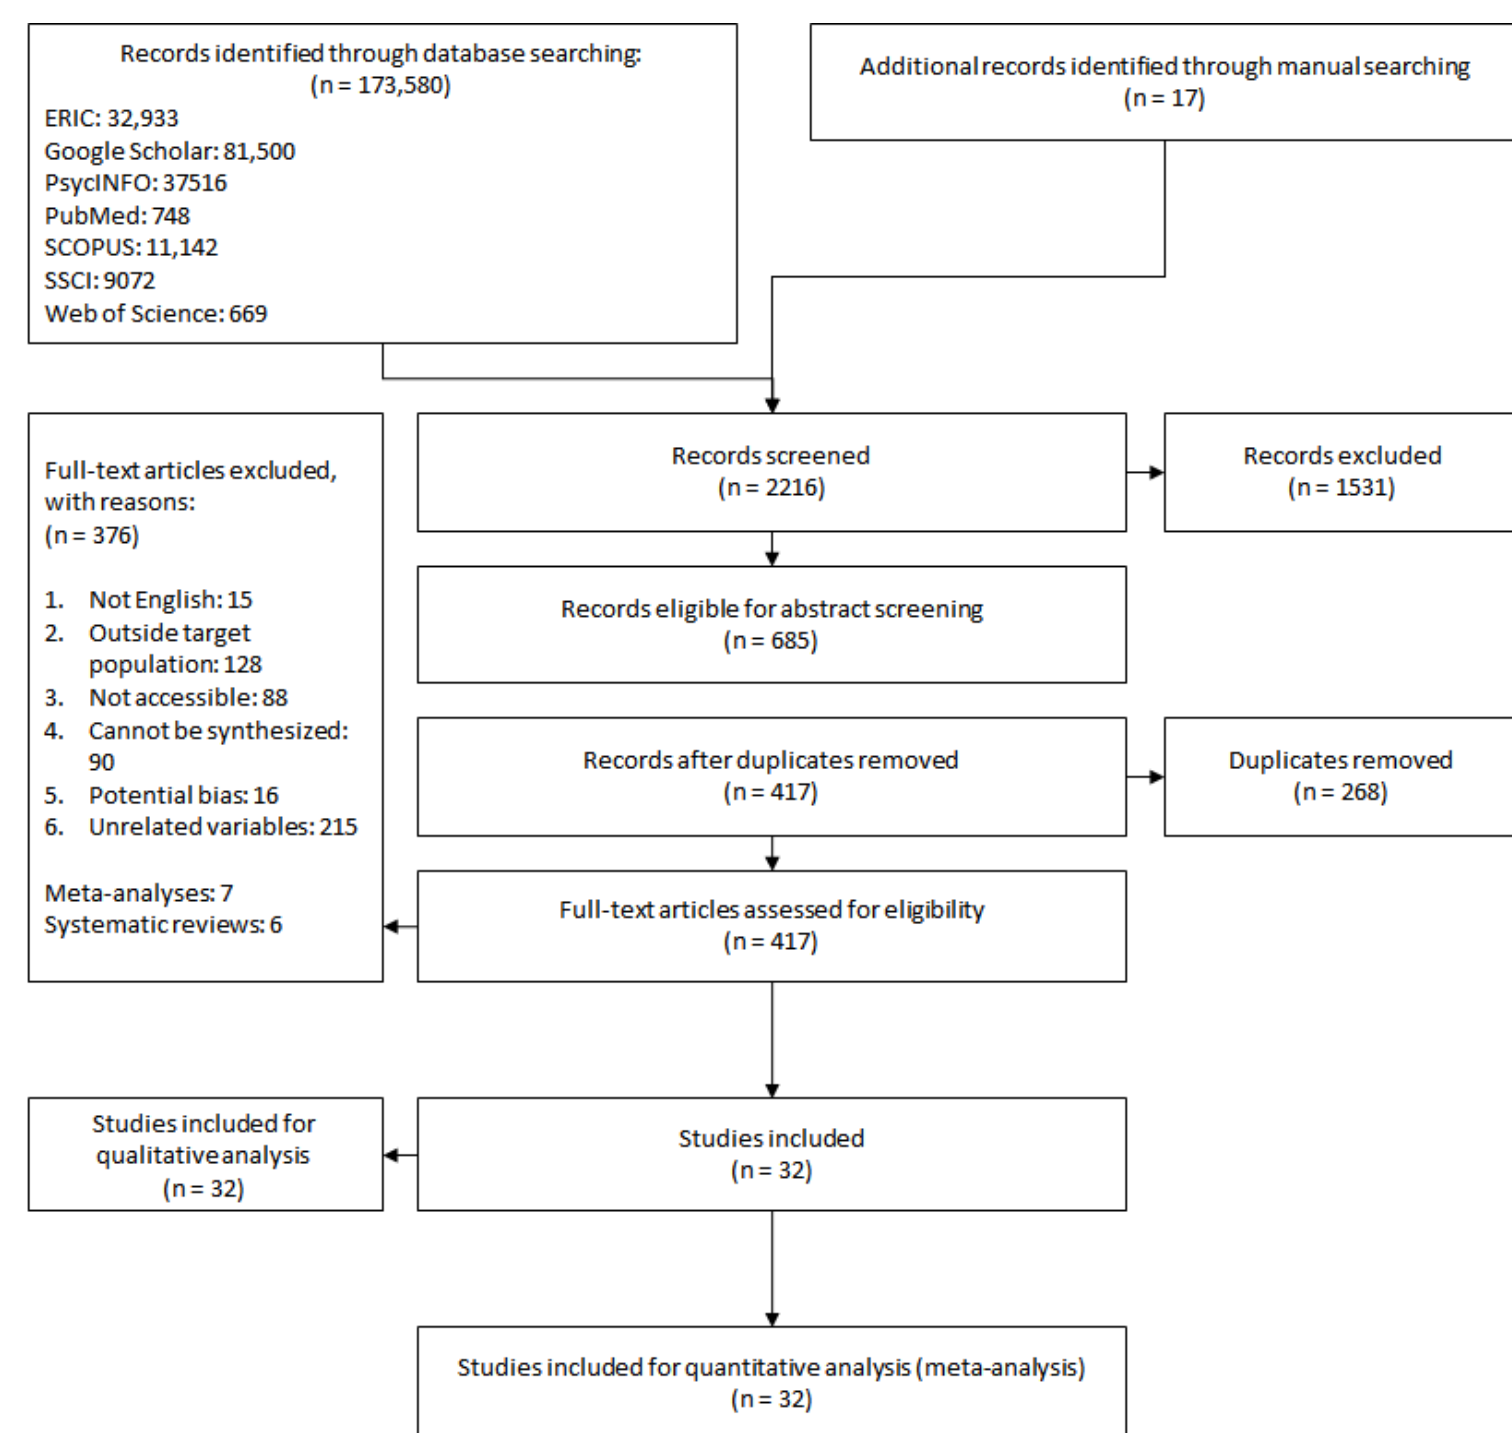 Records identified through database searching:
(n = 173,580)
ERIC: 32,933
Google Scholar: 81,500
PsycINFO: 37516
PubMed: 748
SCOPUS: 11,142
SSCI: 9072
Web of Science: 669
Additional records identified through manual searching
(n = 17)
Records screened
(n = 2216)
Records excluded
(n = 1531)
Records eligible for abstract screening
(n = 685)
Records after duplicates removed
(n = 417)
Duplicates removed
(n = 268)
Full-text articles assessed for eligibility
(n = 417)
Full-text articles excluded,
with reasons:
(n = 376)
1. Not English: 15
2. Outside target
population: 128
3. Not accessible: 88
4. Cannot be synthesized:
90
5. Potential bias: 16
6. Unrelated variables: 215
Meta-analyses: 7
Systematic reviews: 6
Studies included
(n = 32)
Studies included for
qualitative analysis
(n = 32)
Studies included for quantitative analysis (meta-analysis)
(n = 32)